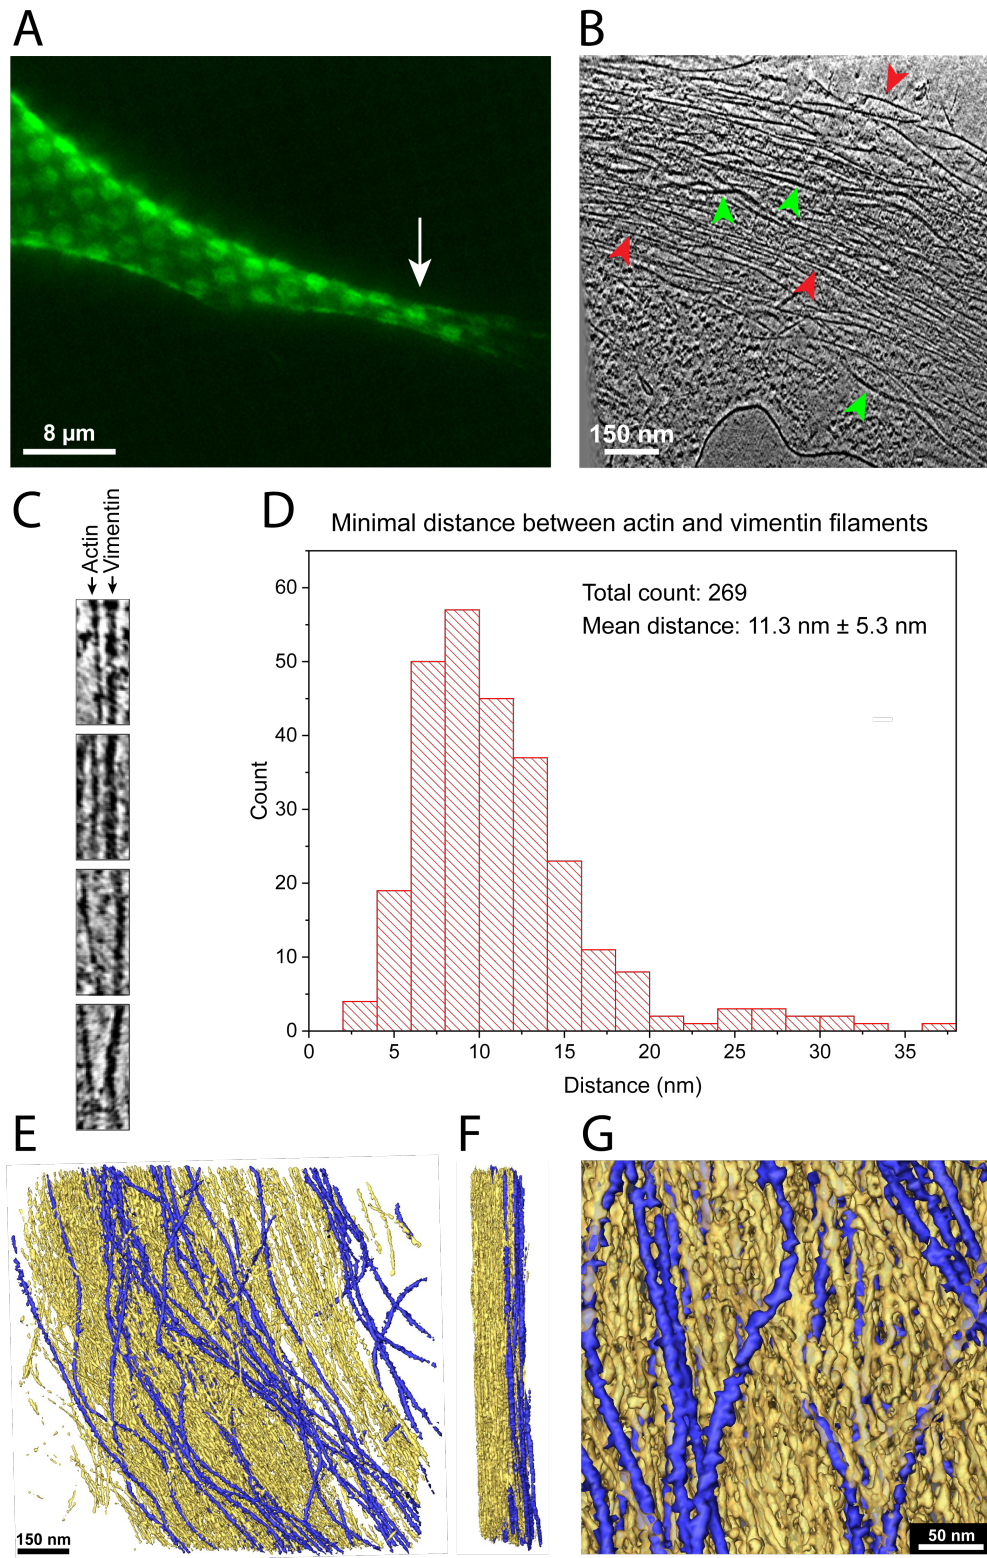 A
B
8 µm
150 nm
C
Actin
Vimentin
D
Minimal distance between actin and vimentin filaments
Total count: 269
Mean distance: 11.3 nm ± 5.3 nm
60
50
40
30
20
10
0
Count
0 5 10 15 20 25 30 35
Distance (nm)
E
F
G
150 nm
50 nm